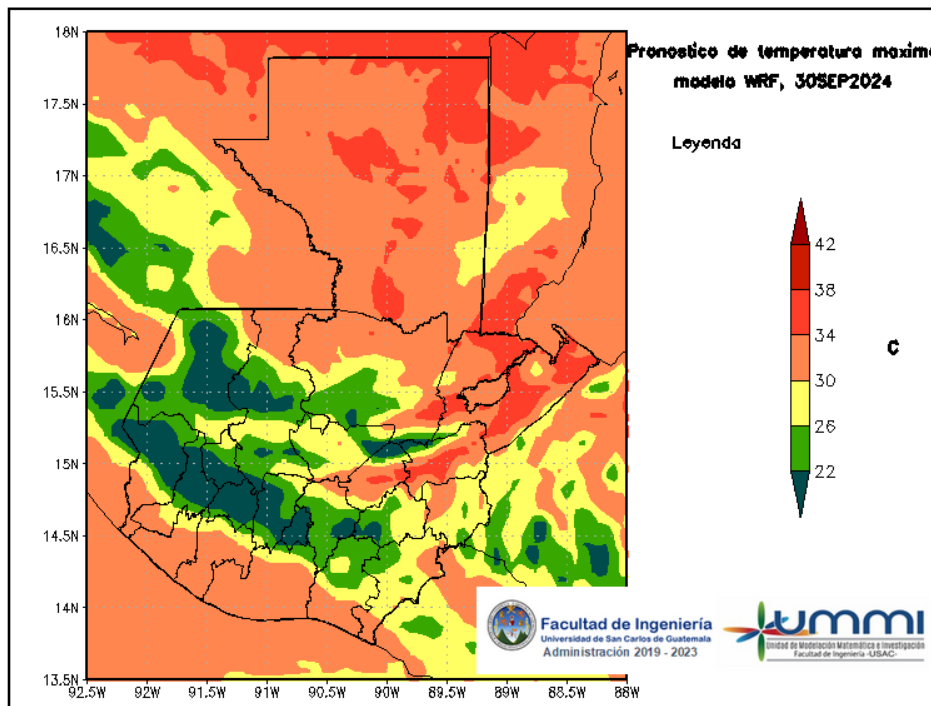 Pronostico de temperatura maxima
modelo WRF, 30SEP2024
Leyenda
18N
17.5N
17N
16.5N
16N
15.5N
15N
14.5N
14N
13.5N
92.5W
92W
91.5W
91W
90.5W
90W
89.5W
89W
88.5W
88W
42
38
34
30
26
22
C
Facultad de Ingeniería
Universidad de San Carlos de Guatemala
Administración 2019 - 2023
ummi
Unidad de Modelación Matemática e Investigación
Facultad de Ingeniería -USAC-